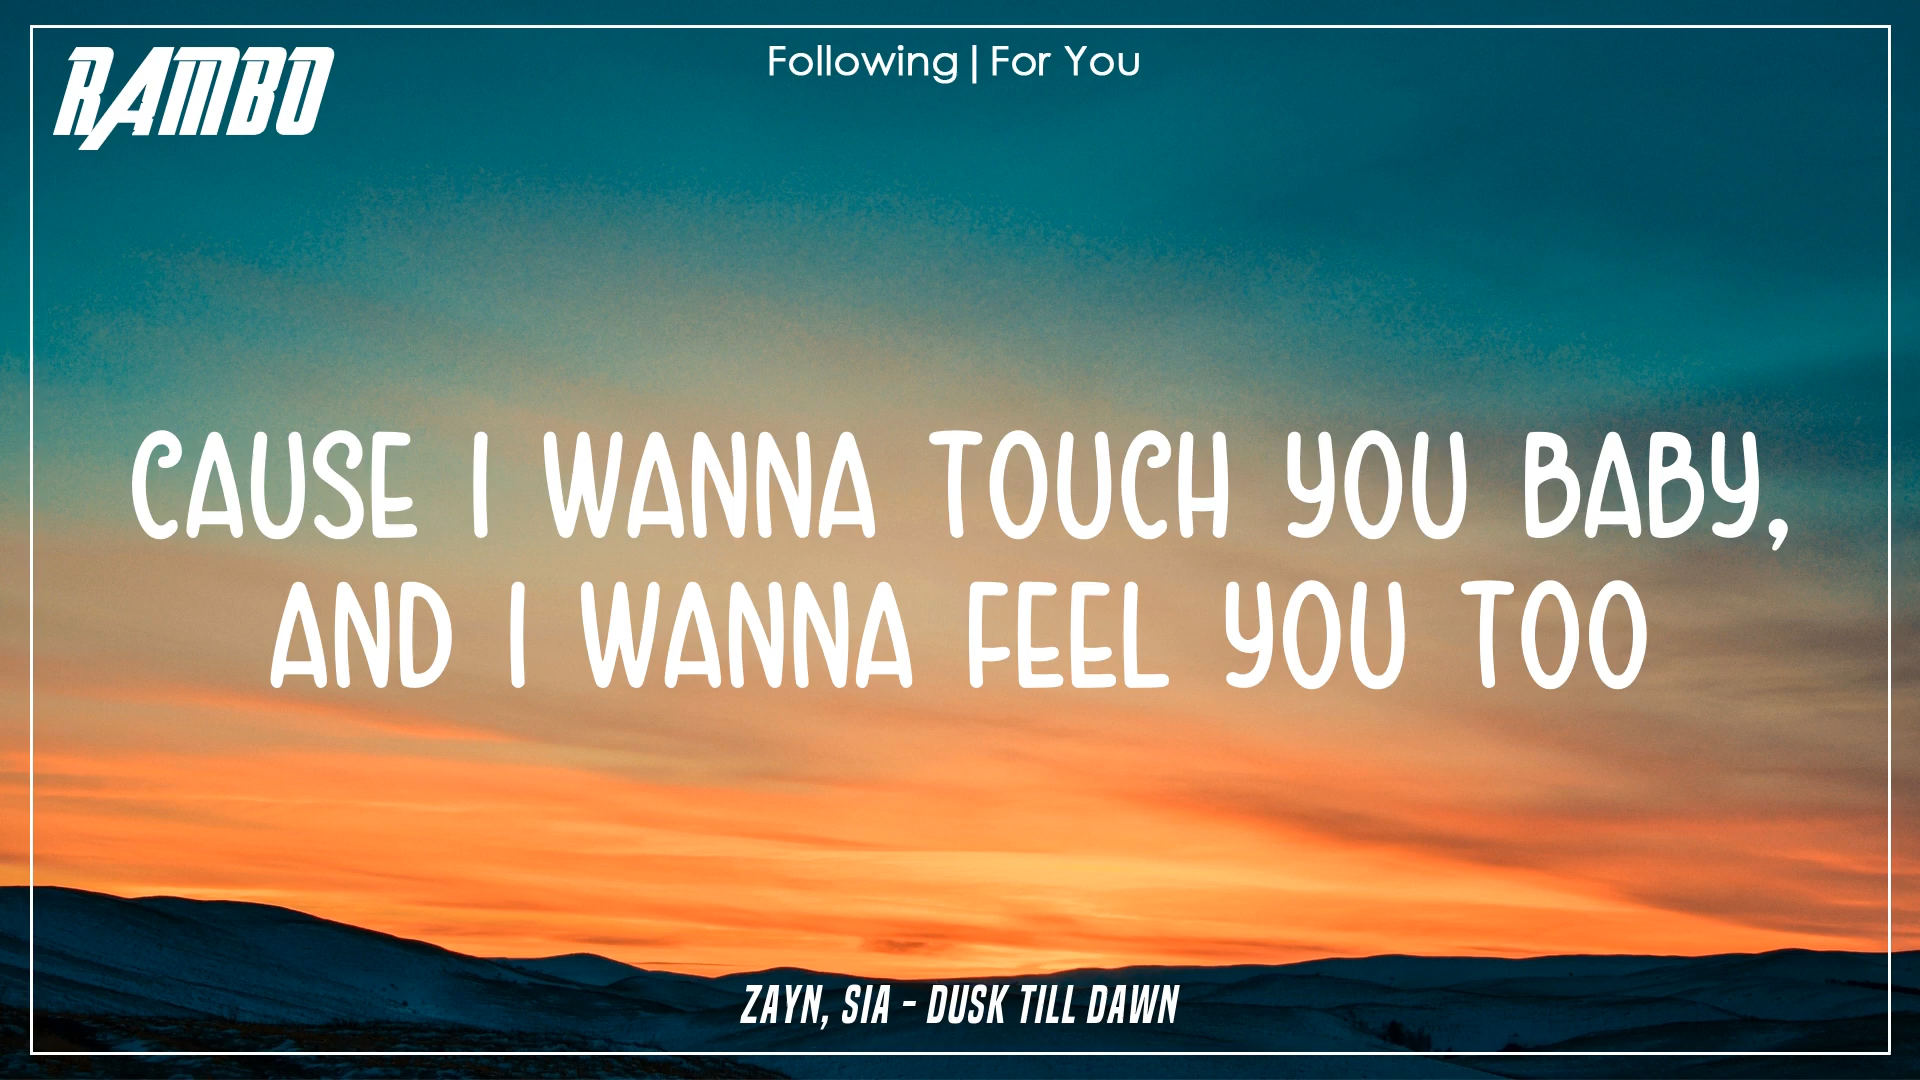 RAMBO
Following | For You
CAUSE I WANNA TOUCH YOU BABY,
AND I WANNA FEEL YOU TOO
ZAYN, SIA - DUSK TILL DAWN